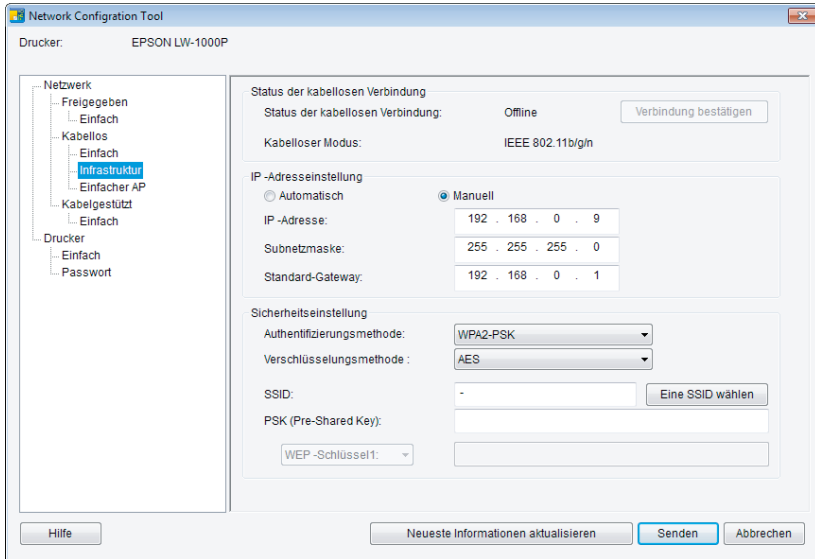 Network Configration Tool
Drucker: EPSON LW-1000P
Netzwerk
Freigegeben
Einfach
Kabellos
Einfach
Infrastruktur
Einfacher AP
Kabelgestützt
Einfach
Drucker
Einfach
Passwort
Status der kabellosen Verbindung
Status der kabellosen Verbindung: Offline Verbindung bestätigen
Kabelloser Modus: IEEE 802.11b/g/n
IP -Adresseinstellung
Automatisch Manuell
IP -Adresse: 192 . 168 . 0 . 9
Subnetzmaske: 255 . 255 . 255 . 0
Standard-Gateway: 192 . 168 . 0 . 1
Sicherheitseinstellung
Authentifizierungsmethode: WPA2-PSK
Verschlüsselungsmethode : AES
SSID: - Eine SSID wählen
PSK (Pre-Shared Key):
WEP -Schlüssel1:
Hilfe Neueste Informationen aktualisieren Senden Abbrechen